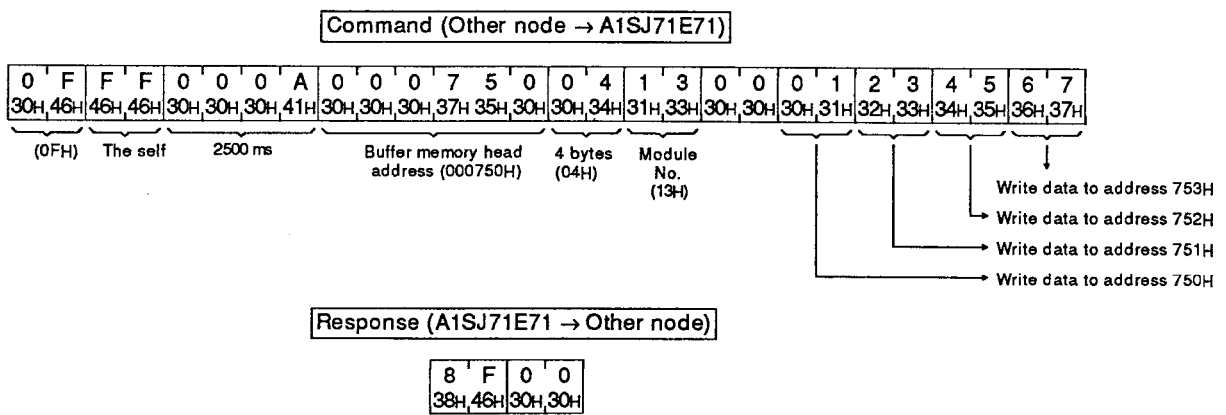 Command (Other node → A1SJ71E71)
0 F F F 0 0 0 A 0 0 0 7 5 0 0 4 1 3 0 0 0 1 2 3 4 5 6 7
30H 46H 46H 46H 30H 30H 30H 41H 30H 30H 30H 37H 35H 30H 30H 34H 31H 33H 30H 30H 30H 31H 32H 33H 34H 35H 36H 37H
(0FH) The self 2500 ms Buffer memory head 4 bytes Module
address (000750H) (04H) No.
(13H)
Write data to address 753H
Write data to address 752H
Write data to address 751H
Write data to address 750H
Response (A1SJ71E71 → Other node)
8 F 0 0
38H 46H 30H 30H